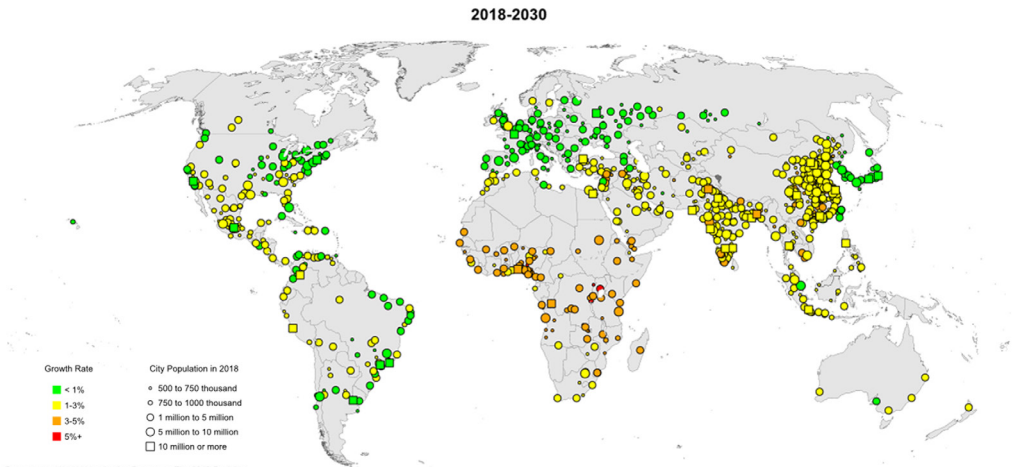 2018-2030
Growth Rate
< 1%
1-3%
3-5%
5%+
City Population in 2018
500 to 750 thousand
750 to 1000 thousand
1 million to 5 million
5 million to 10 million
10 million or more